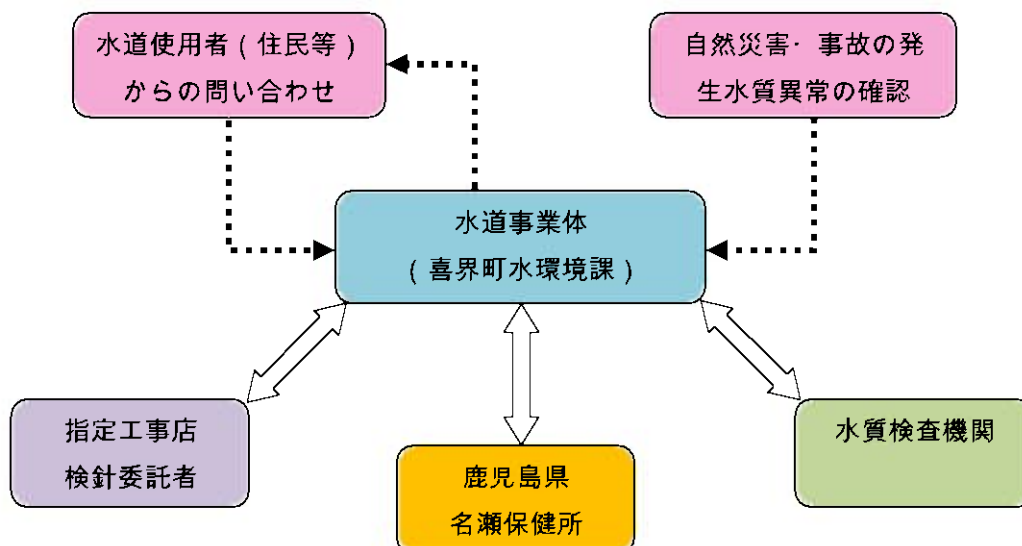 水道使用者(住民等)
からの問い合わせ
自然災害・事故の発
生水質異常の確認
水道事業体
(喜界町水環境課)
指定工事店
検針委託者
鹿児島県
名瀬保健所
水質検査機関